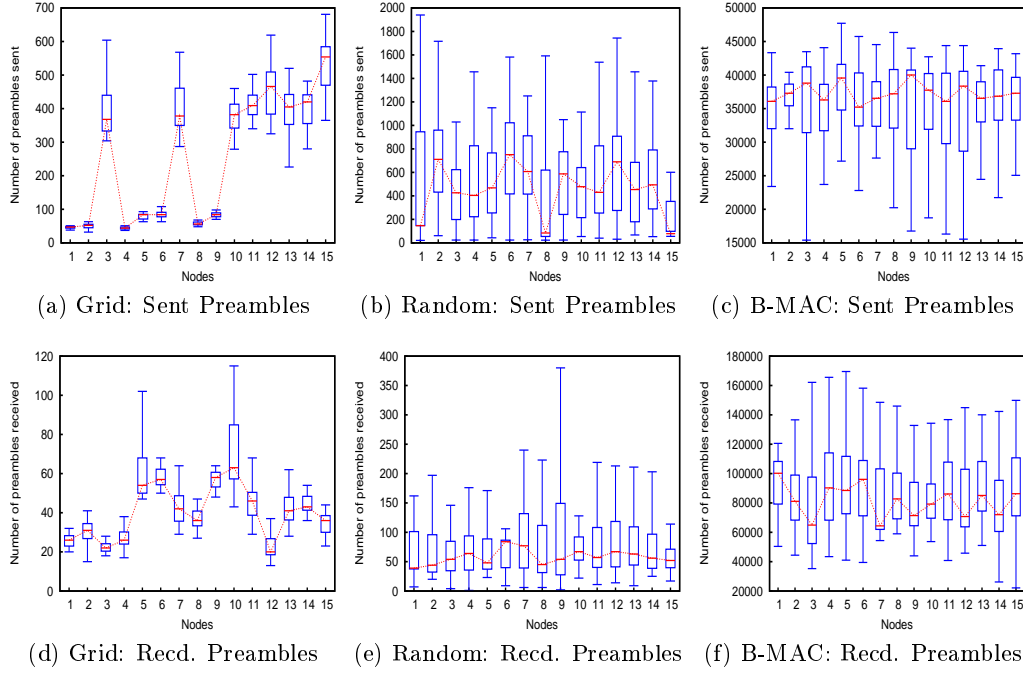 700
600
500
400
300
200
100
0
Number of preambles sent
1 2 3 4 5 6 7 8 9 10 11 12 13 14 15
Nodes
(a) Grid: Sent Preambles
2000
1800
1600
1400
1200
1000
800
600
400
200
0
Number of preambles sent
1 2 3 4 5 6 7 8 9 10 11 12 13 14 15
Nodes
(b) Random: Sent Preambles
50000
45000
40000
35000
30000
25000
20000
15000
Number of preambles sent
1 2 3 4 5 6 7 8 9 10 11 12 13 14 15
Nodes
(c) B-MAC: Sent Preambles
120
100
80
60
40
20
0
Number of preambles received
1 2 3 4 5 6 7 8 9 10 11 12 13 14 15
Nodes
(d) Grid: Recd. Preambles
400
350
300
250
200
150
100
50
0
Number of preambles received
1 2 3 4 5 6 7 8 9 10 11 12 13 14 15
Nodes
(e) Random: Recd. Preambles
180000
160000
140000
120000
100000
80000
60000
40000
20000
Number of preambles received
1 2 3 4 5 6 7 8 9 10 11 12 13 14 15
Nodes
(f) B-MAC: Recd. Preambles